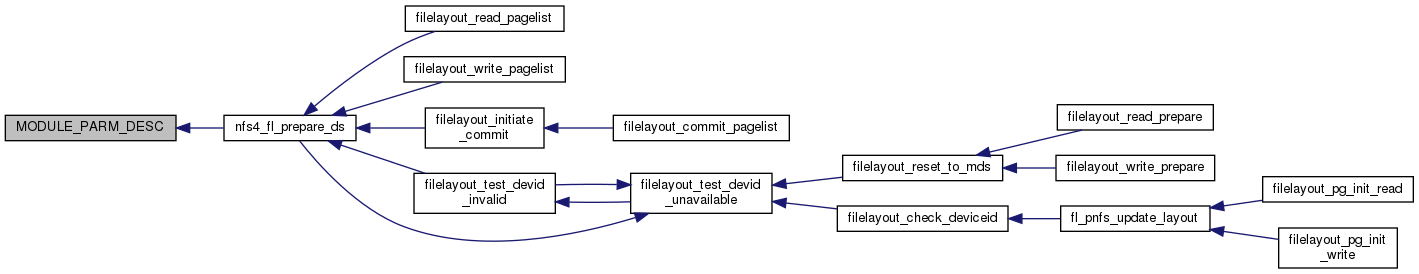 filelayout_read_pagelist
filelayout_write_pagelist
MODULE_PARM_DESC
nfs4_fl_prepare_ds
filelayout_initiate
_commit
filelayout_commit_pagelist
filelayout_read_prepare
filelayout_reset_to_mds
filelayout_write_prepare
filelayout_test_devid
_invalid
filelayout_test_devid
_unavailable
filelayout_check_deviceid
fl_pnfs_update_layout
filelayout_pg_init_read
filelayout_pg_init
_write